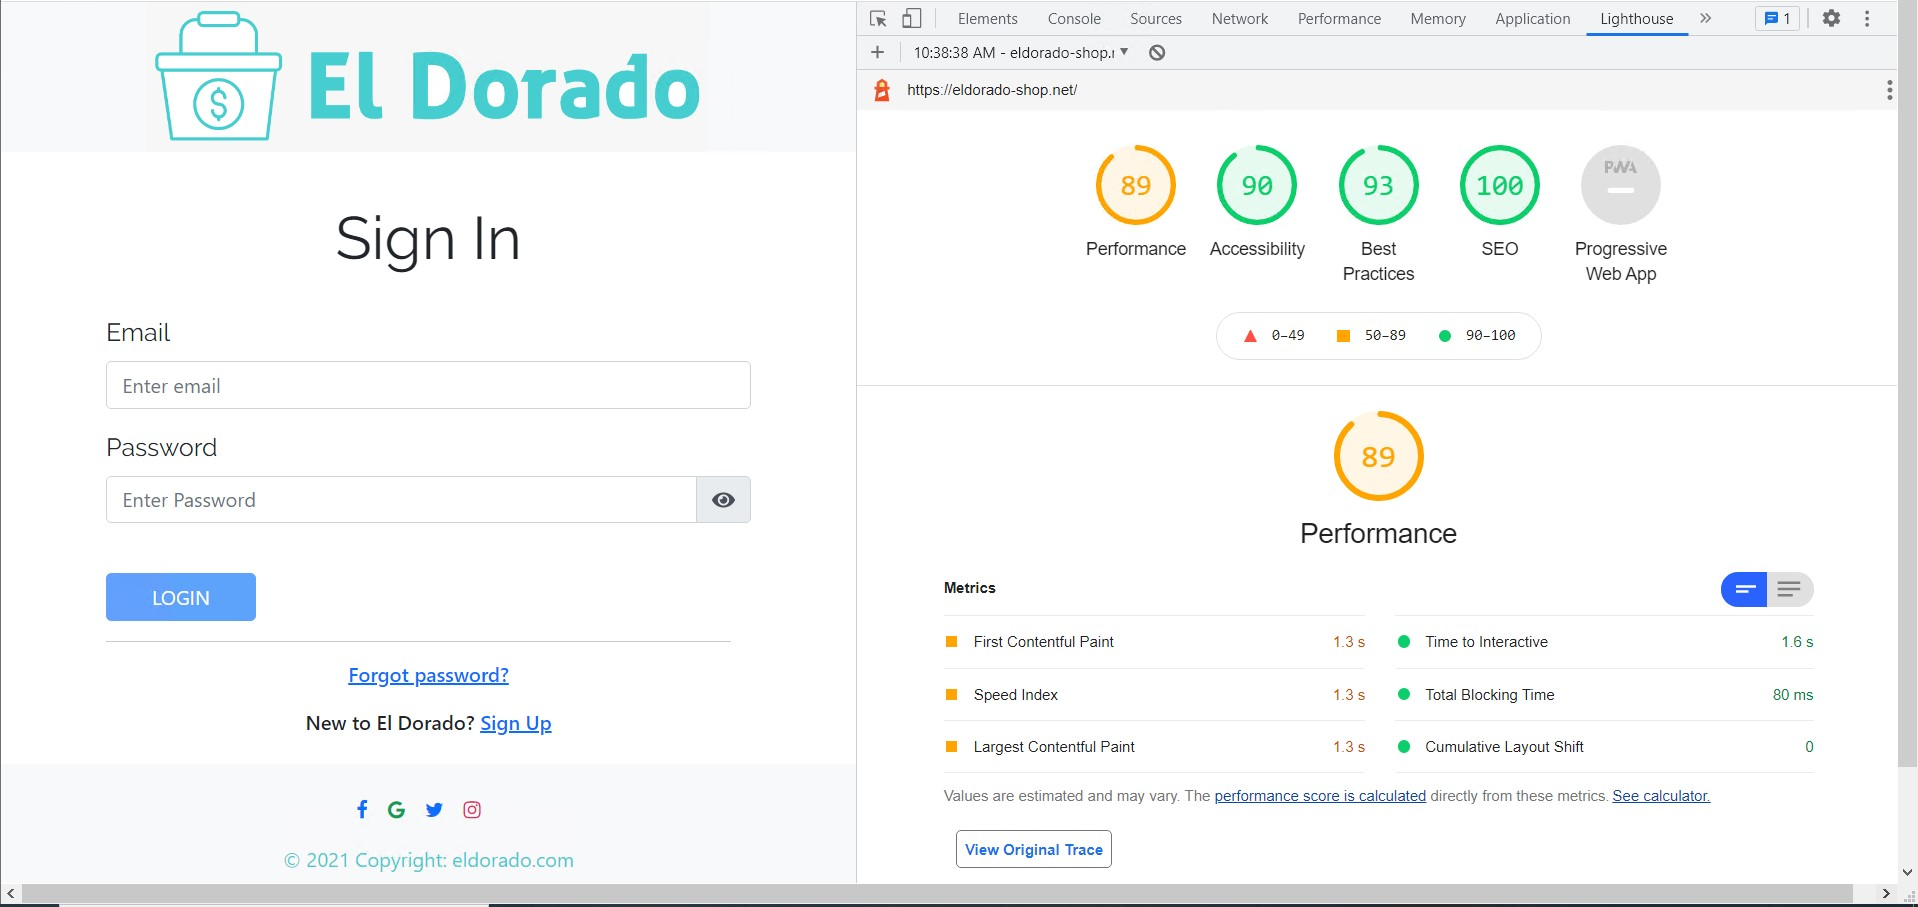 El Dorado
Sign In
Email
Enter email
Password
Enter Password
LOGIN
Forgot password?
New to El Dorado? Sign Up
© 2021 Copyright: eldorado.com
Elements Console Sources Network Performance Memory Application Lighthouse » 1
10:38:38 AM - eldorado-shop.r
https://eldorado-shop.net/
89 90 93 100 PWA
Performance Accessibility Best Practices SEO Progressive Web App
0–49 50–89 90–100
89
Performance
Metrics
First Contentful Paint 1.3 s
Time to Interactive 1.6 s
Speed Index 1.3 s
Total Blocking Time 80 ms
Largest Contentful Paint 1.3 s
Cumulative Layout Shift 0
Values are estimated and may vary. The performance score is calculated directly from these metrics. See calculator.
View Original Trace